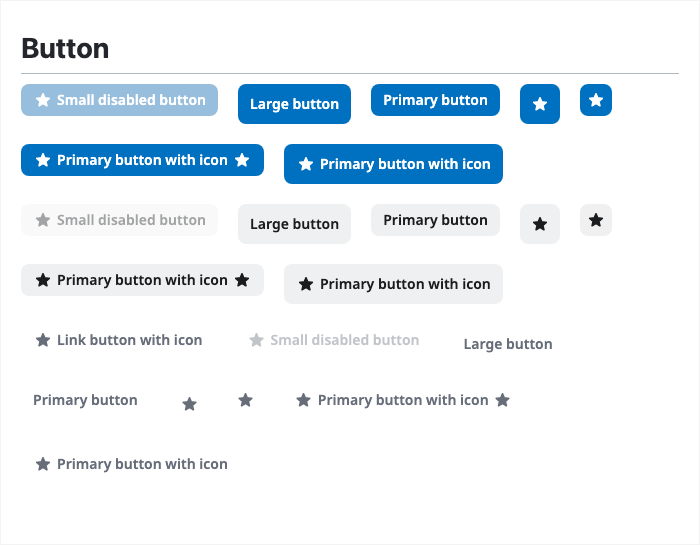 Button
Small disabled button Large button Primary button
Primary button with icon Primary button with icon
Small disabled button Large button Primary button
Primary button with icon Primary button with icon
Link button with icon Small disabled button Large button
Primary button Primary button with icon
Primary button with icon